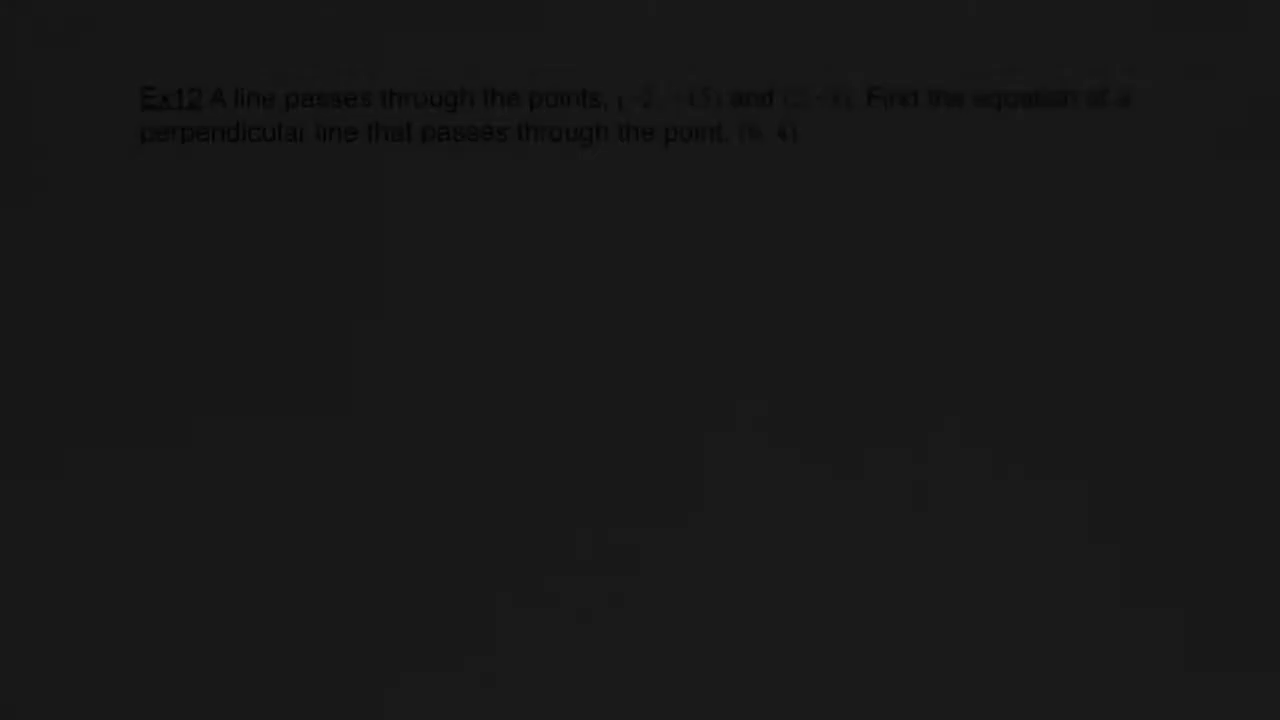 Ex12 A line passes through the points, and Find the equation of a
perpendicular line that passes through the point,